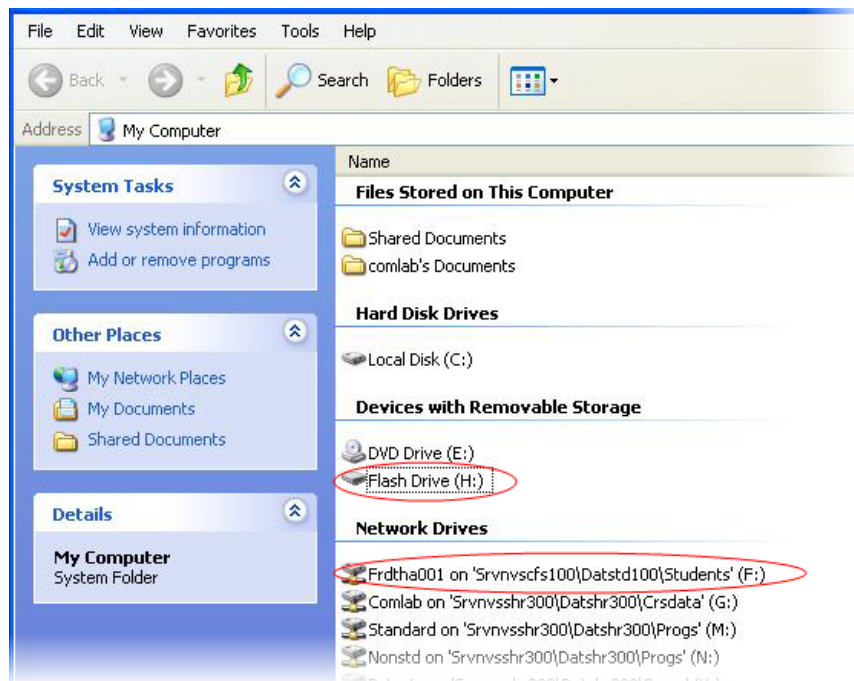 File Edit View Favorites Tools Help
Back Search Folders
Address My Computer
System Tasks
View system information
Add or remove programs
Other Places
My Network Places
My Documents
Shared Documents
Details
My Computer
System Folder
Name
Files Stored on This Computer
Shared Documents
comlab's Documents
Hard Disk Drives
Local Disk (C:)
Devices with Removable Storage
DVD Drive (E:)
Flash Drive (H:)
Network Drives
Frdtha001 on 'Srvnvscfs100\Datstd100\Students' (F:)
Comlab on 'Srvnvsshr300\Datshr300\Crsdata' (G:)
Standard on 'Srvnvsshr300\Datshr300\Progs' (M:)
Nonstd on 'Srvnvsshr300\Datshr300\Progs' (N:)